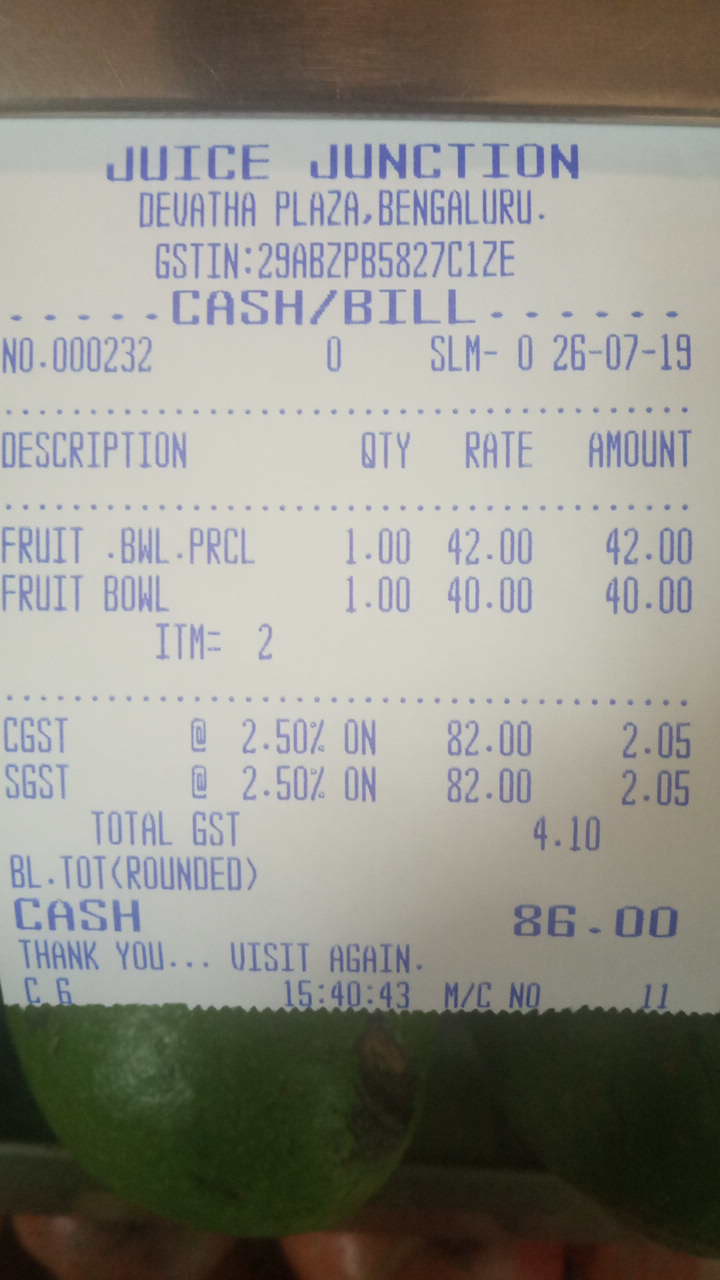 JUICE JUNCTION
DEVATHA PLAZA,BENGALURU.
GSTIN:29ABZPB5827C1ZE
.....CASH/BILL......
NO.000232 0 SLM- 0 26-07-19
DESCRIPTION QTY RATE AMOUNT
FRUIT .BWL.PRCL 1.00 42.00 42.00
FRUIT BOWL 1.00 40.00 40.00
ITM= 2
CGST @ 2.50% ON 82.00 2.05
SGST @ 2.50% ON 82.00 2.05
TOTAL GST 4.10
BL.TOT(ROUNDED)
CASH 86.00
THANK YOU... VISIT AGAIN.
C 6 15:40:43 M/C NO 11